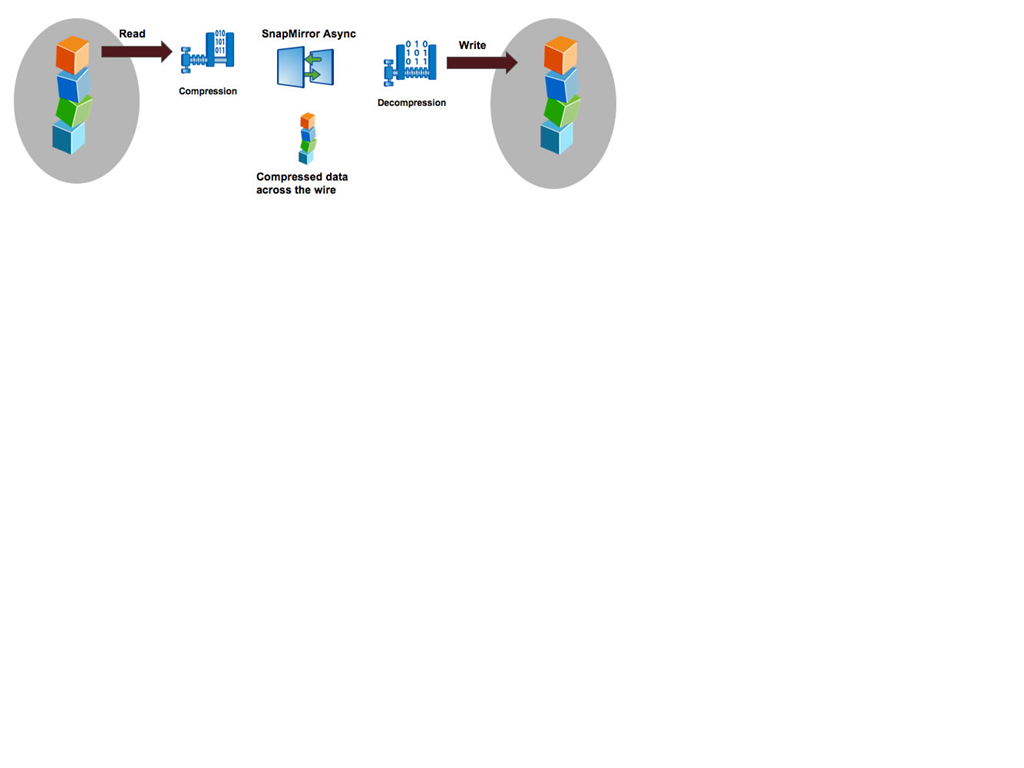 Read
SnapMirror Async
Write
010
101
011
0 1 0
1 0 1
0 1 1
Compression
Decompression
Compressed data
across the wire